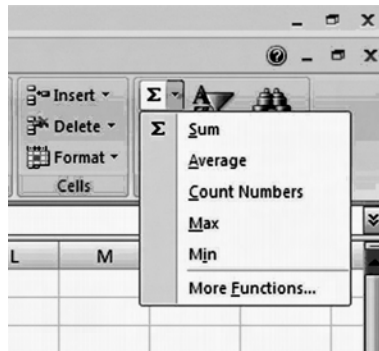 Insert
Σ
Delete
Format
Cells
Σ Sum
Average
Count Numbers
Max
Min
More Functions...
L M